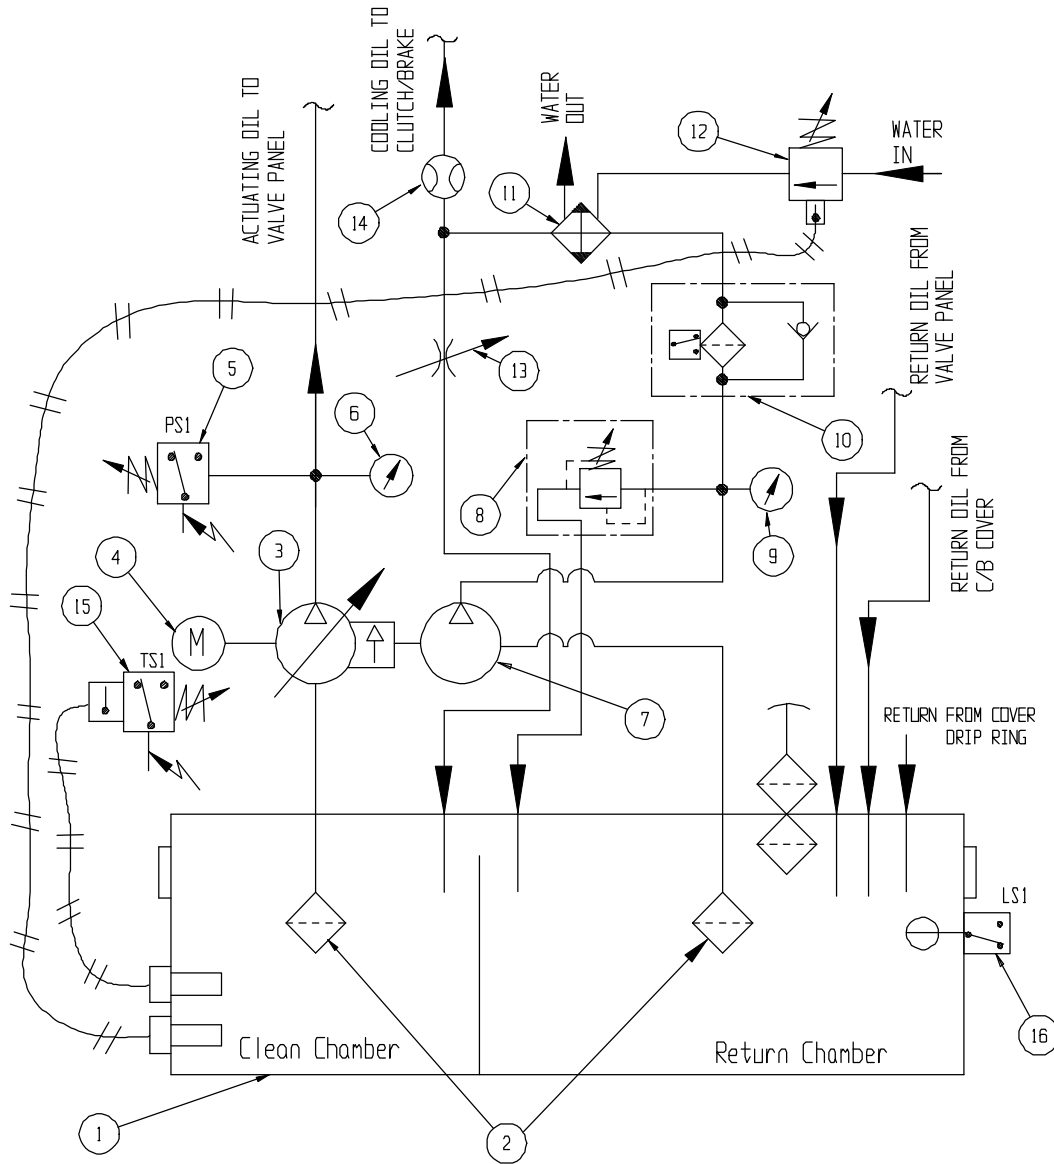 COOLING OIL TO
CLUTCH/BRAKE
ACTUATING OIL TO
VALVE PANEL
WATER
OUT
12
WATER
IN
11
14
RETURN OIL FROM
VALVE PANEL
5
13
6
PS1
10
8
RETURN OIL FROM
C/B COVER
9
4
3
15
M
TS1
7
RETURN FROM COVER
DRIP RING
LS1
16
Clean Chamber
Return Chamber
1
2